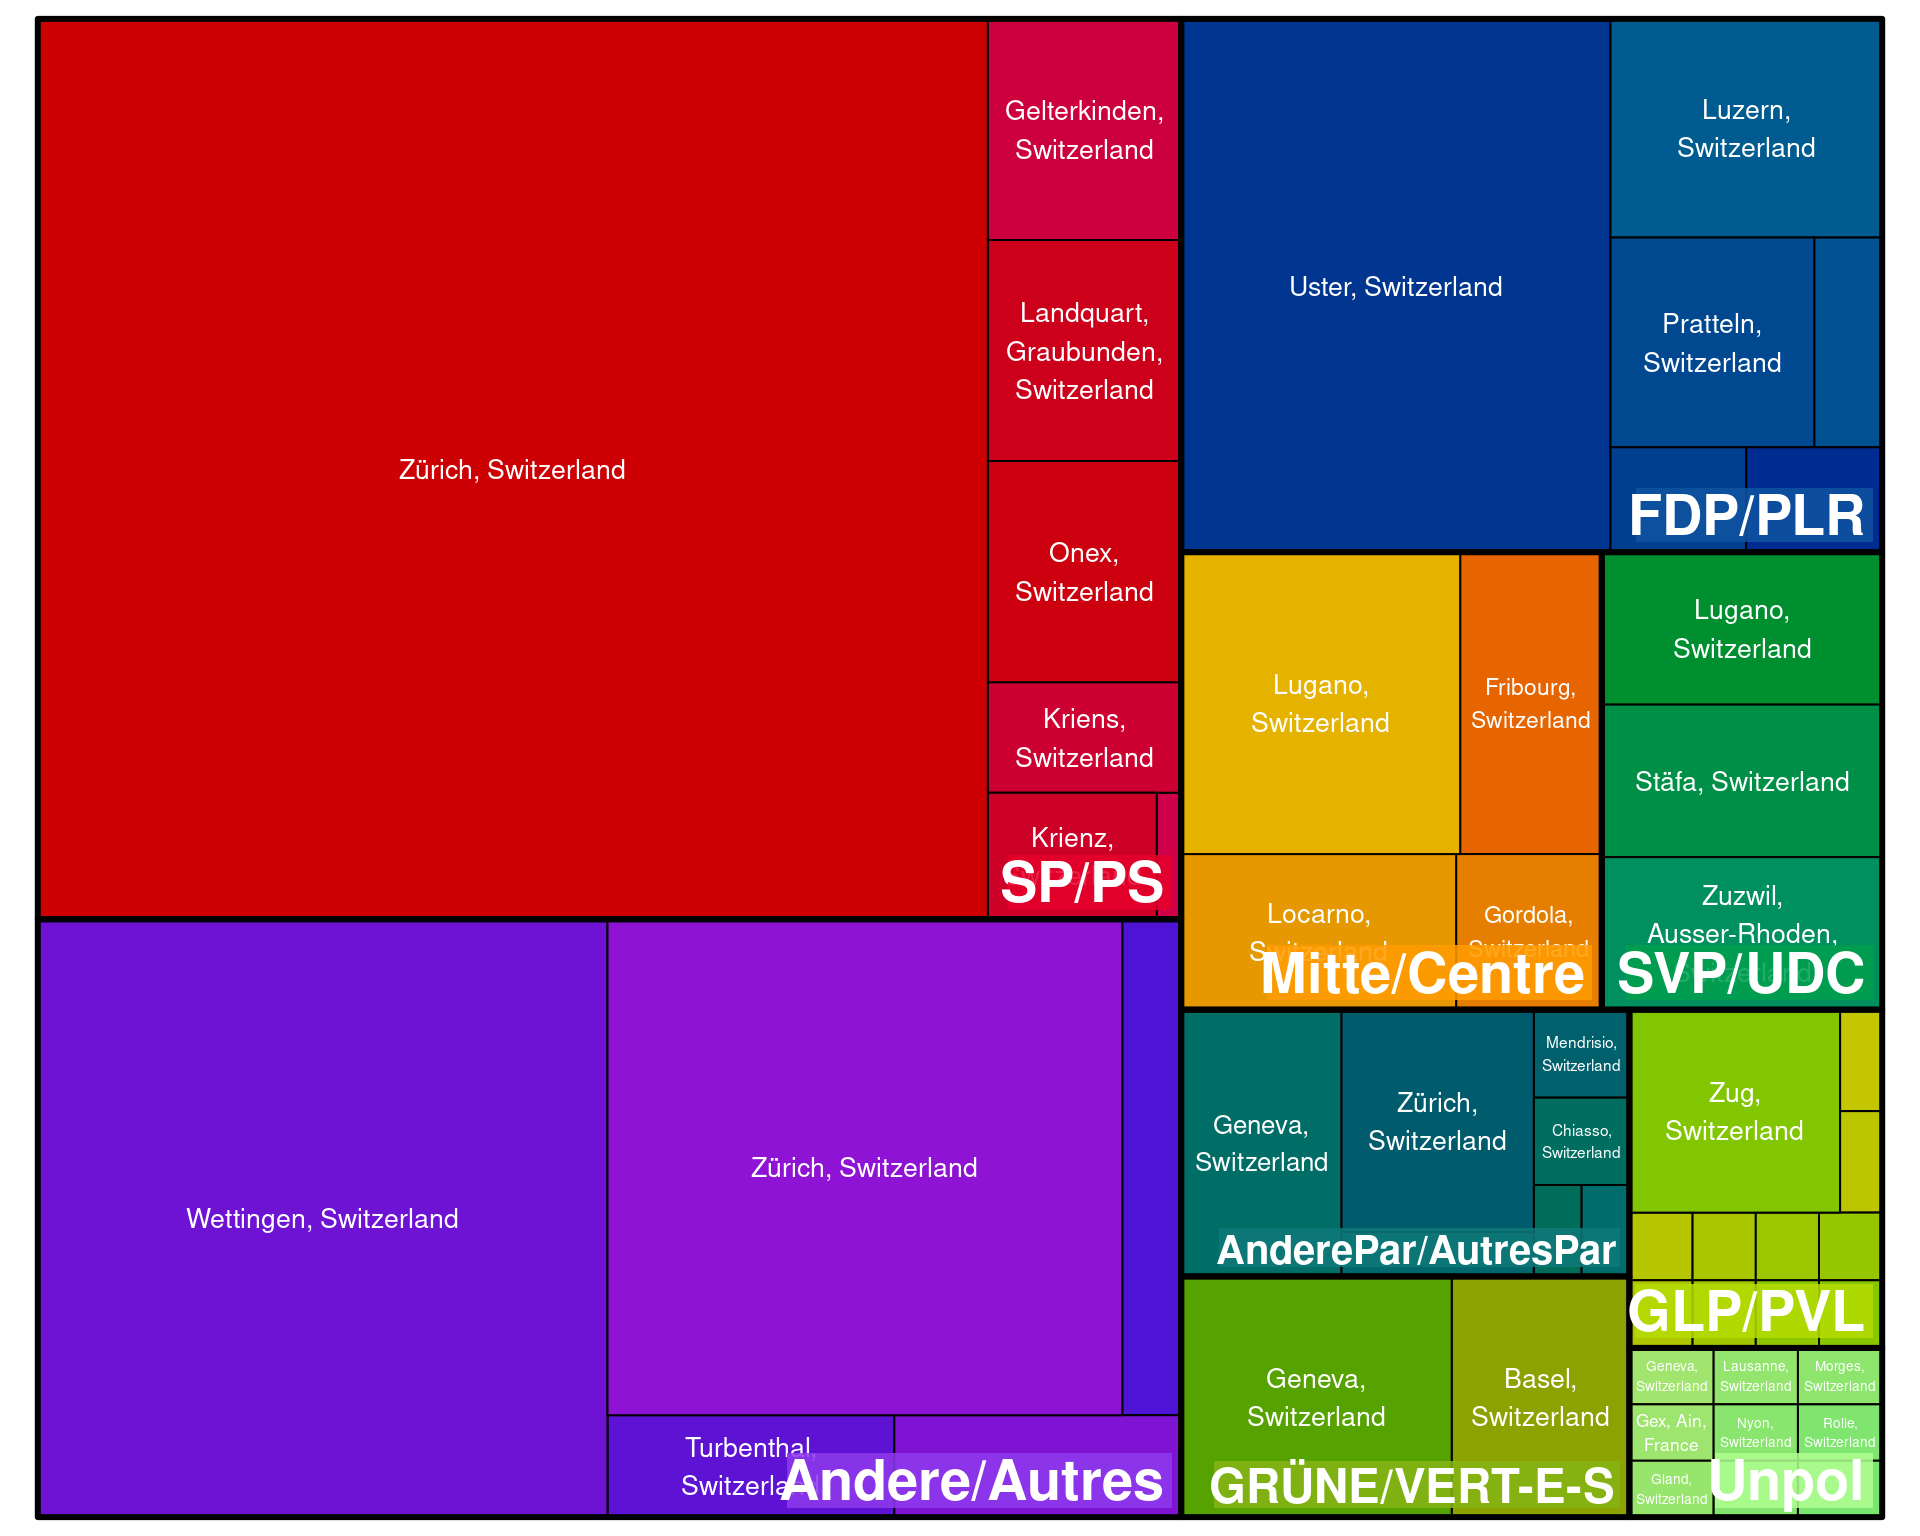 Zürich, Switzerland
Gelterkinden,
Switzerland
Landquart,
Graubunden,
Switzerland
Onex,
Switzerland
Kriens,
Switzerland
Krienz,
SP/PS
Wettingen, Switzerland
Zürich, Switzerland
Turbenthal,
Switzerland
Andere/Autres
Uster, Switzerland
Luzern,
Switzerland
Pratteln,
Switzerland
FDP/PLR
Lugano,
Switzerland
Fribourg,
Switzerland
Locarno,
Switzerland
Gordola,
Switzerland
Mitte/Centre
Lugano,
Switzerland
Stäfa, Switzerland
Zuzwil,
Ausser-Rhoden,
Switzerland
SVP/UDC
Geneva,
Switzerland
Zürich,
Switzerland
Mendrisio,
Switzerland
Chiasso,
Switzerland
AnderePar/AutresPar
Zug,
Switzerland
GLP/PVL
Geneva,
Switzerland
Basel,
Switzerland
GRÜNE/VERT-E-S
Geneva,
Switzerland
Lausanne,
Switzerland
Morges,
Switzerland
Gex, Ain,
France
Nyon,
Switzerland
Rolle,
Switzerland
Gland,
Switzerland
Unpol